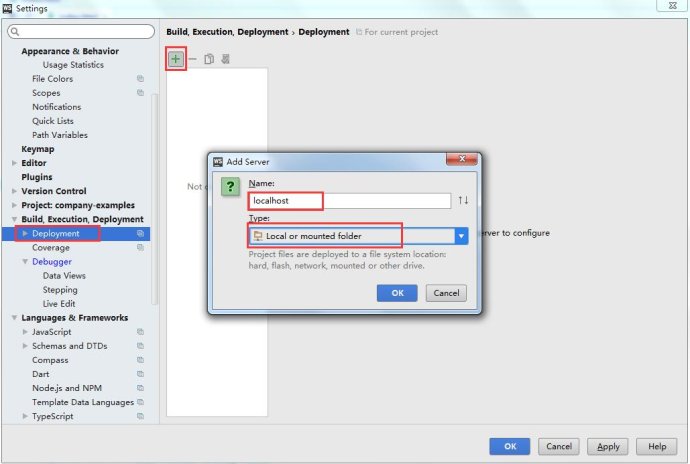 WS Settings
Build, Execution, Deployment › Deployment For current project
Appearance & Behavior
Usage Statistics
File Colors
Scopes
Notifications
Quick Lists
Path Variables
Keymap
Editor
Plugins
Version Control
Project: company-examples
Build, Execution, Deployment
Deployment
Coverage
Debugger
Data Views
Stepping
Live Edit
Languages & Frameworks
JavaScript
Schemas and DTDs
Compass
Dart
Node.js and NPM
Template Data Languages
TypeScript
Not
erver to configure
WS Add Server
?
Name:
localhost
Type:
Local or mounted folder
Project files are deployed to a file system location:
hard, flash, network, mounted or other drive.
OK Cancel
OK Cancel Apply Help